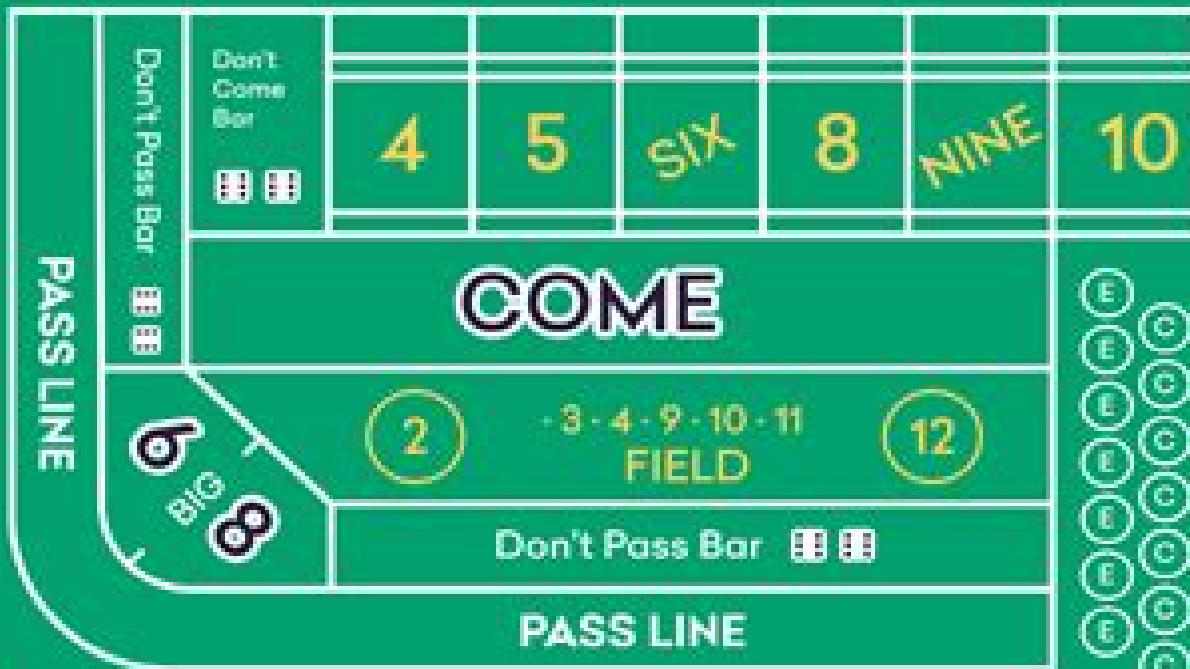 PASS LINE
Don't Pass Bar
Don't
Come
Bar
4
5
SIX
8
NINE
10
COME
6
BIG
8
2
· 3 · 4 · 9 · 10 · 11
FIELD
12
Don't Pass Bar
PASS LINE
E
C
E
C
E
C
E
C
E
C
E
C
E
C